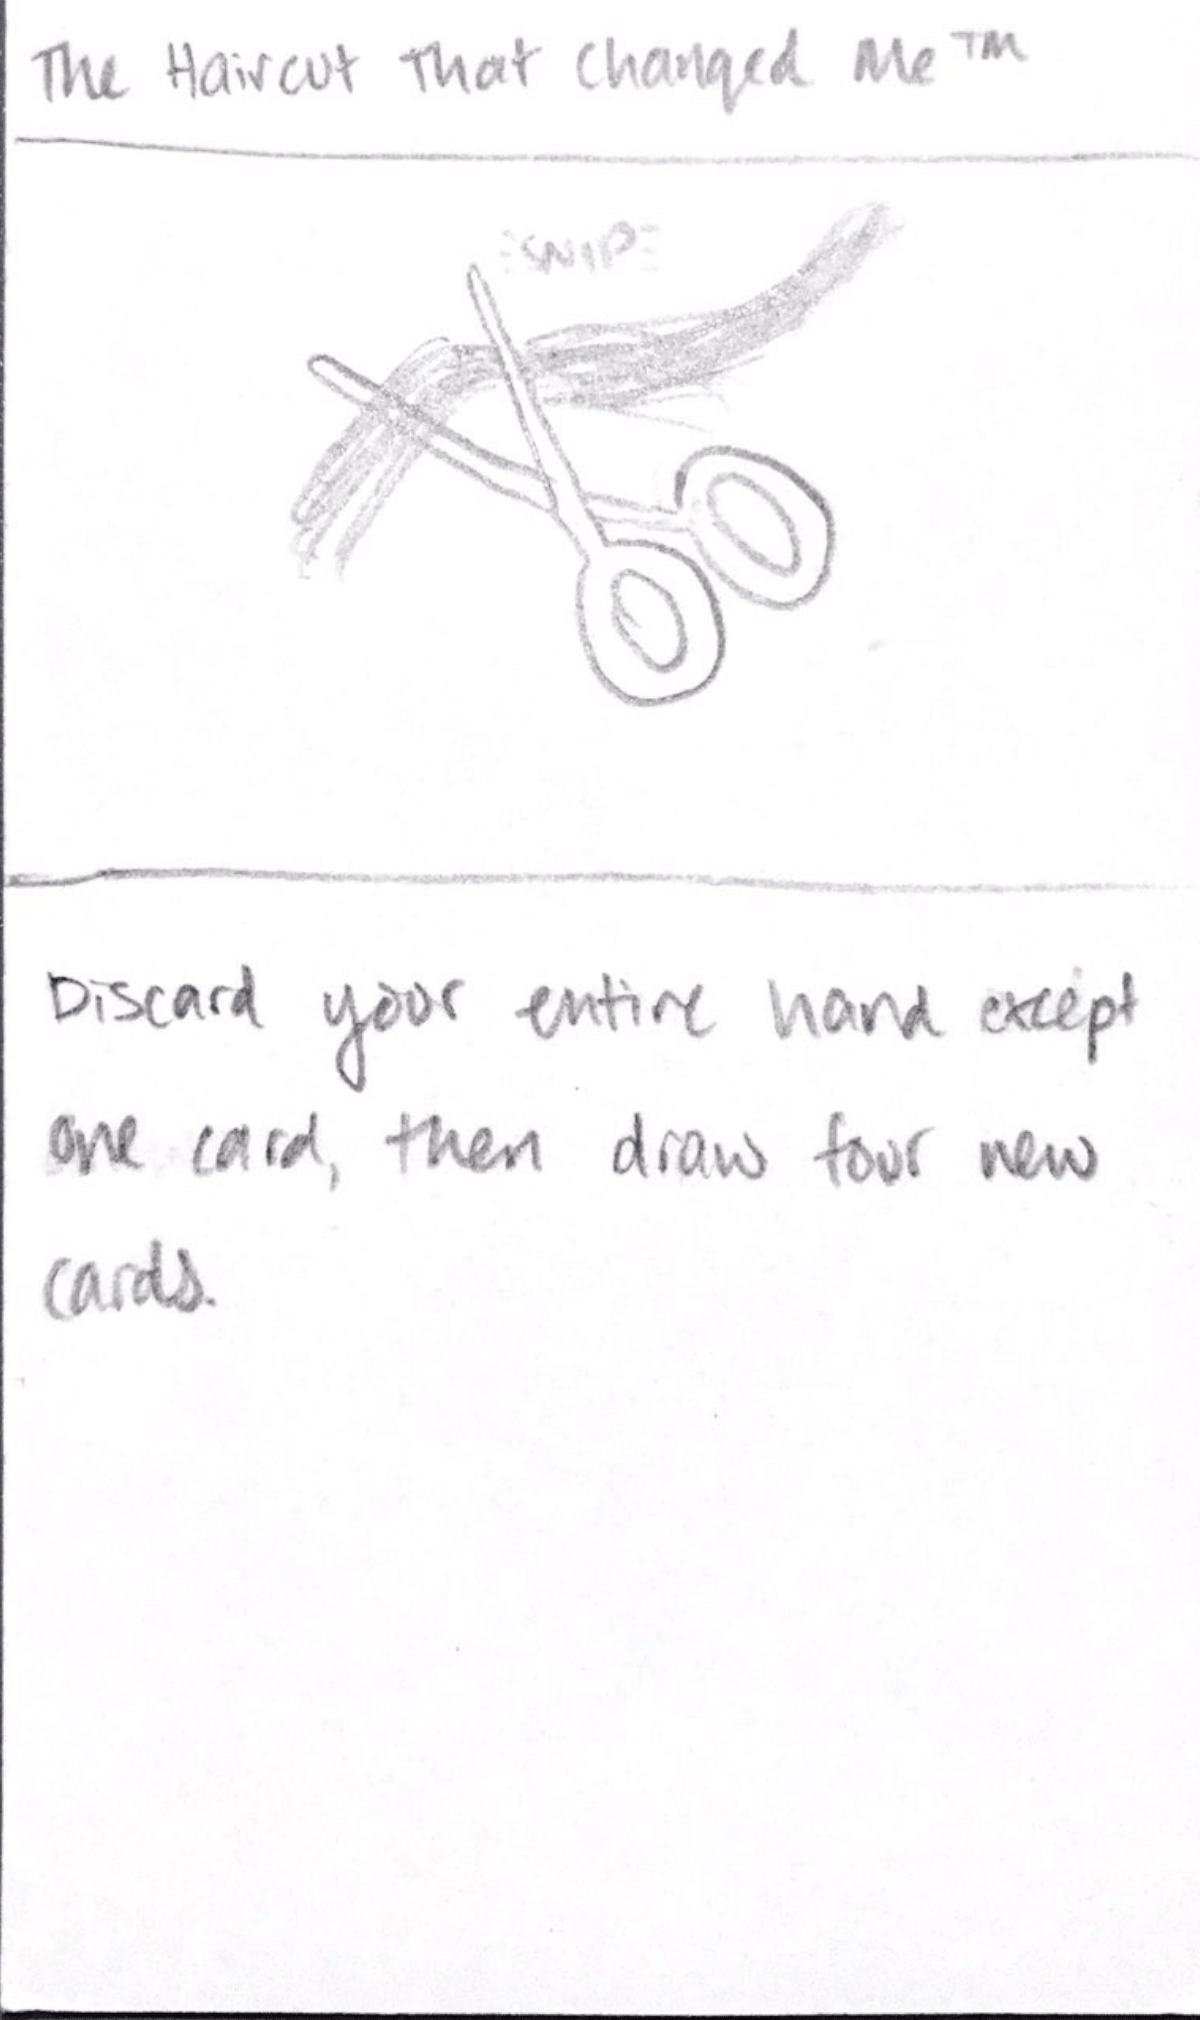 The Haircut That Changed Me™
SNIP
Discard your entire hand except
one card, then draw four new
cards.